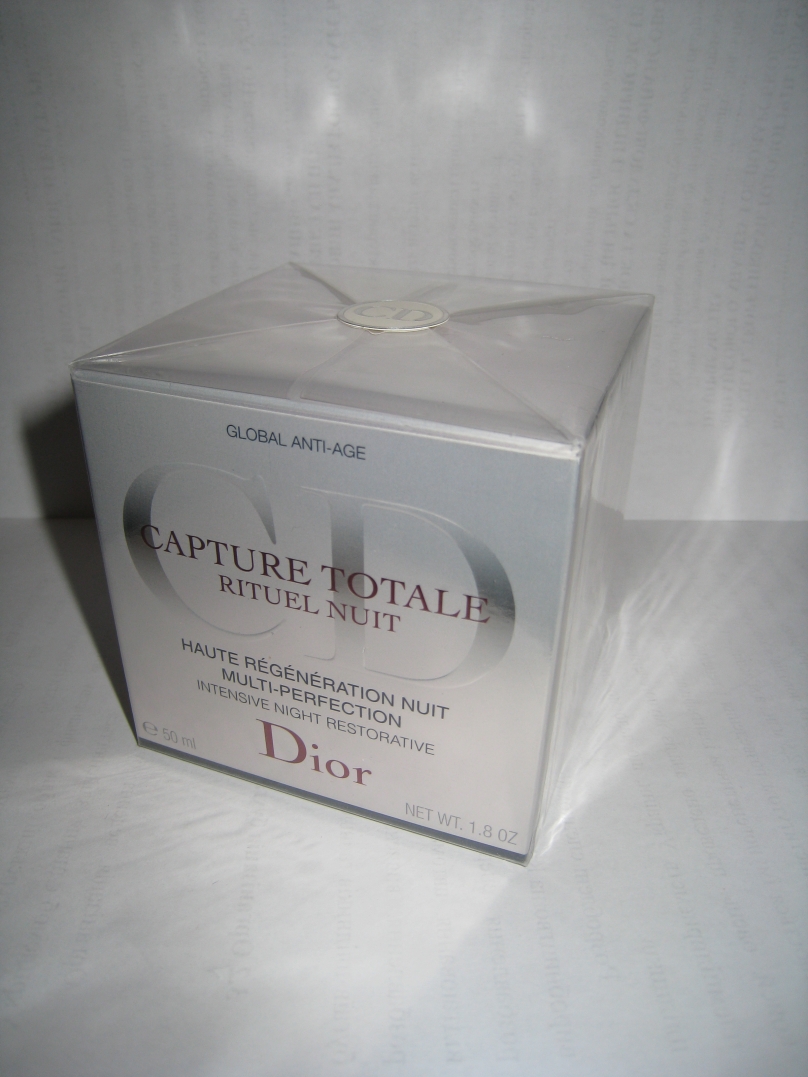 CD
GLOBAL ANTI-AGE
CD
CAPTURE TOTALE
RITUEL NUIT
HAUTE RÉGÉNÉRATION NUIT
MULTI-PERFECTION
INTENSIVE NIGHT RESTORATIVE
Dior
℮ 50 ml
NET WT. 1.8 OZ